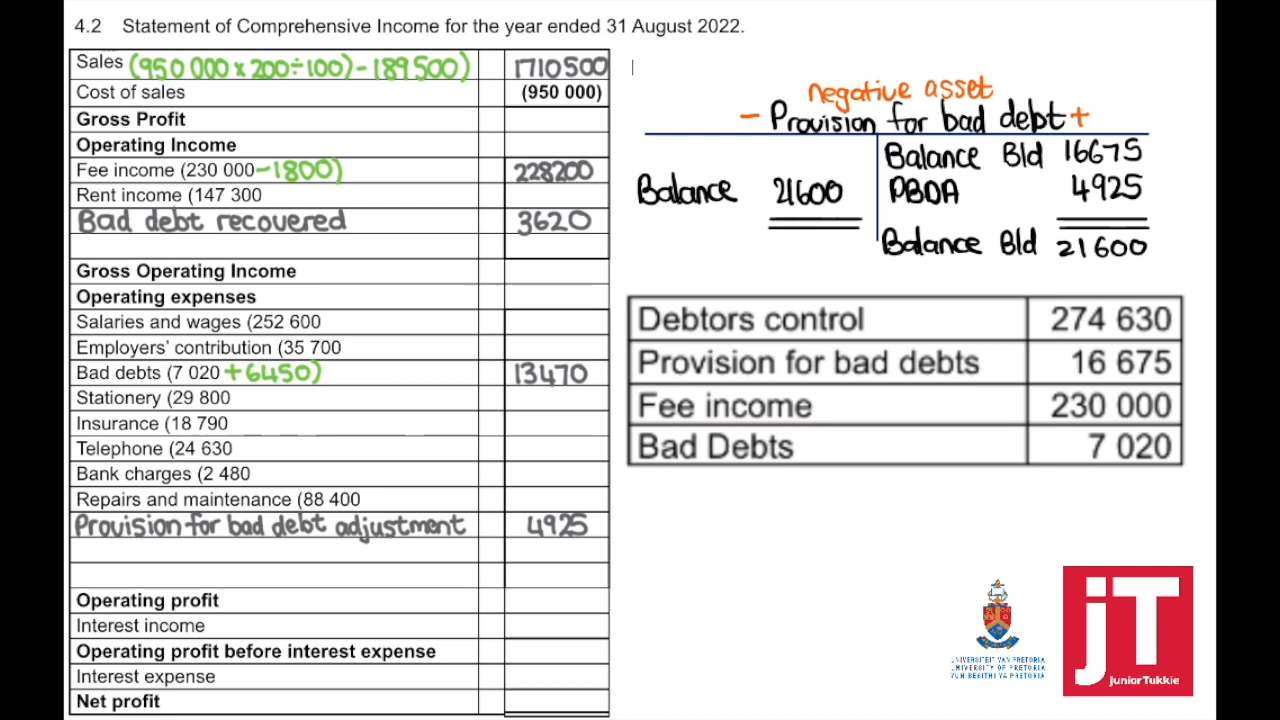 4.2 Statement of Comprehensive Income for the year ended 31 August 2022.
Sales (950 000 x 200 ÷ 100) - 189 500) 1710500
Cost of sales (950 000)
Gross Profit
Operating Income
Fee income (230 000 - 1800) 228200
Rent income (147 300
Bad debt recovered 3620
Gross Operating Income
Operating expenses
Salaries and wages (252 600
Employers' contribution (35 700
Bad debts (7 020 + 6450) 13470
Stationery (29 800
Insurance (18 790
Telephone (24 630
Bank charges (2 480
Repairs and maintenance (88 400
Provision for bad debt adjustment 4925
Operating profit
Interest income
Operating profit before interest expense
Interest expense
Net profit
negative asset
- Provision for bad debt +
Balance Bld 16675
Balance 21600 PBDA 4925
Balance Bld 21600
Debtors control 274 630
Provision for bad debts 16 675
Fee income 230 000
Bad Debts 7 020
UNIVERSITEIT VAN PRETORIA
UNIVERSITY OF PRETORIA
YUNIBESITHI YA PRETORIA
jT
JuniorTukkie